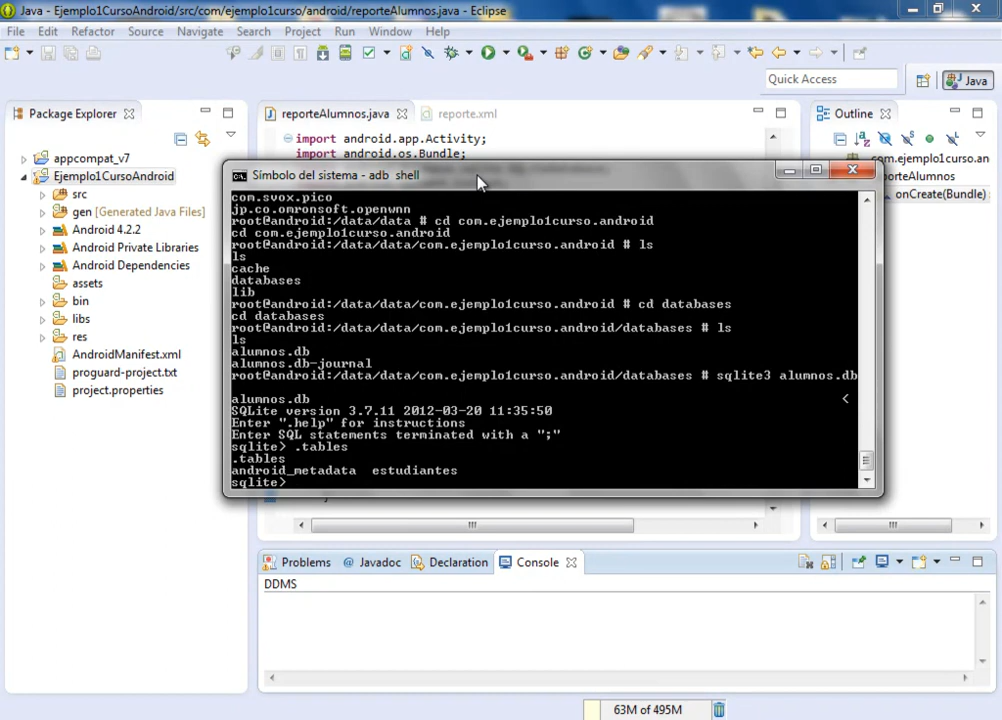 Java - Ejemplo1CursoAndroid/src/com/ejemplo1curso/android/reporteAlumnos.java - Eclipse
File Edit Refactor Source Navigate Search Project Run Window Help
Quick Access
Java
Package Explorer
reporteAlumnos.java
reporte.xml
Outline
appcompat_v7
Ejemplo1CursoAndroid
src
gen [Generated Java Files]
Android 4.2.2
Android Private Libraries
Android Dependencies
assets
bin
libs
res
AndroidManifest.xml
proguard-project.txt
project.properties
import android.app.Activity;
import android.os.Bundle;
com.ejemplo1curso.an
onCreate(Bundle)
Símbolo del sistema - adb shell
com.svox.pico
jp.co.omronsoft.openwnn
root@android:/data/data # cd com.ejemplo1curso.android
cd com.ejemplo1curso.android
root@android:/data/data/com.ejemplo1curso.android # ls
ls
cache
databases
lib
root@android:/data/data/com.ejemplo1curso.android # cd databases
cd databases
root@android:/data/data/com.ejemplo1curso.android/databases # ls
ls
alumnos.db
alumnos.db-journal
root@android:/data/data/com.ejemplo1curso.android/databases # sqlite3 alumnos.db
alumnos.db <
SQLite version 3.7.11 2012-03-20 11:35:50
Enter ".help" for instructions
Enter SQL statements terminated with a ";"
sqlite> .tables
.tables
android_metadata estudiantes
sqlite>
Problems
Javadoc
Declaration
Console
DDMS
63M of 495M